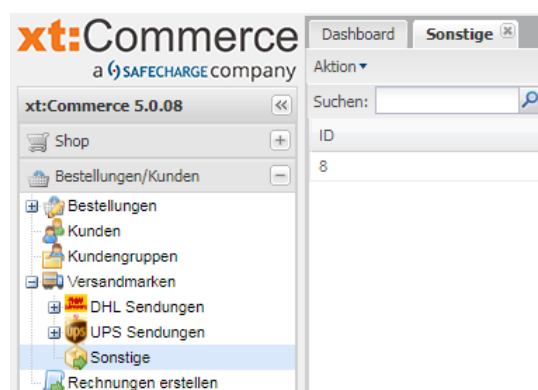 xt:Commerce
a SAFECHARGE company
xt:Commerce 5.0.08
Shop
Bestellungen/Kunden
Bestellungen
Kunden
Kundengruppen
Versandmarken
DHL Sendungen
UPS Sendungen
Sonstige
Rechnungen erstellen
Dashboard
Sonstige
Aktion
Suchen:
ID
8